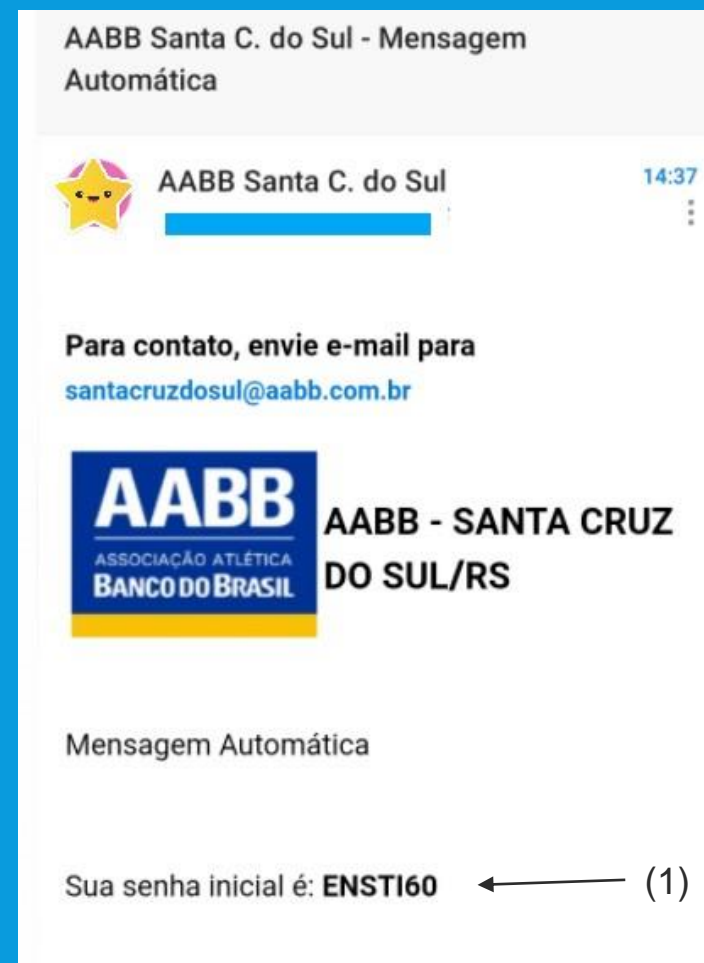 AABB Santa C. do Sul - Mensagem
Automática
AABB Santa C. do Sul
14:37
Para contato, envie e-mail para
santacruzdosul@aabb.com.br
AABB
ASSOCIAÇÃO ATLÉTICA
BANCO DO BRASIL
AABB - SANTA CRUZ
DO SUL/RS
Mensagem Automática
Sua senha inicial é: ENSTI60
(1)